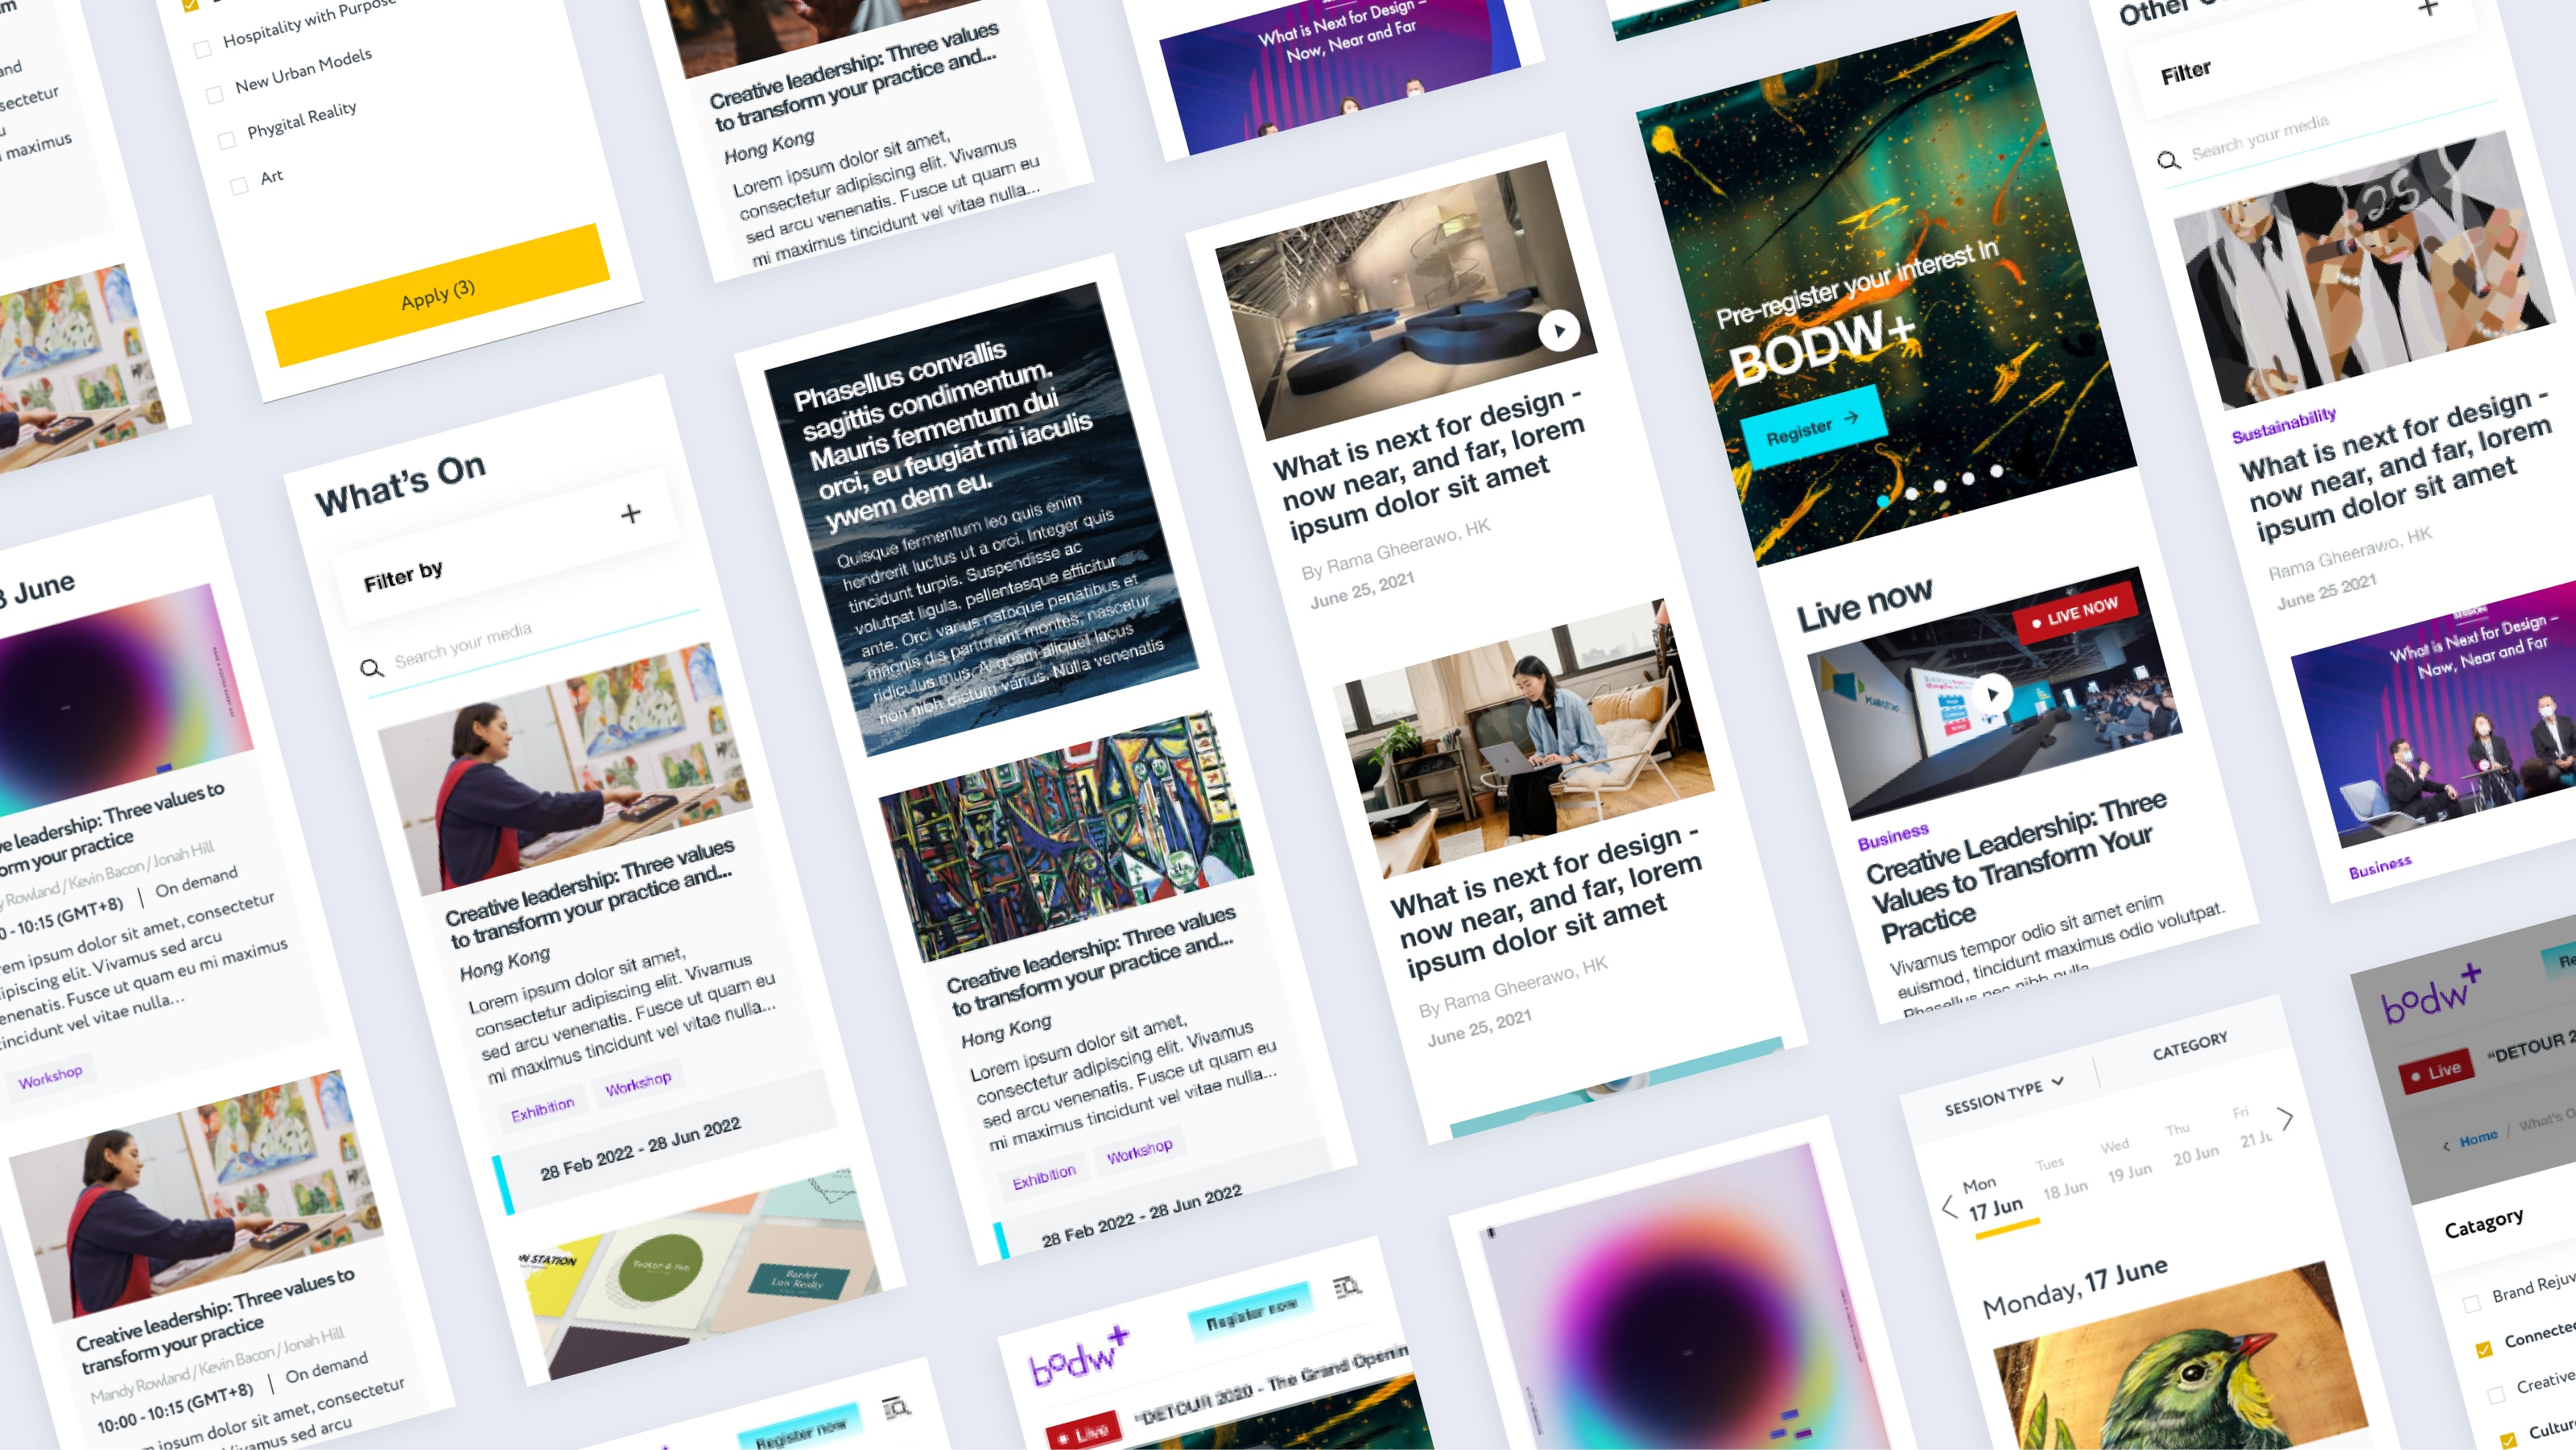 and
sectetur
maximus
3 June
ve leadership: Three values to
orm your practice
Rowland / Kevin Bacon / Jonah Hill
0 - 10:15 (GMT+8) | On demand
rem ipsum dolor sit amet, consectetur
ipiscing elit. Vivamus sed arcu
enenatis. Fusce ut quam eu mi maximus
tincidunt vel vitae nulla...
Workshop
Creative leadership: Three values to
transform your practice
Mandy Rowland / Kevin Bacon / Jonah Hill
10:00 - 10:15 (GMT+8) | On demand
ipsum dolor sit amet, consectetur
ing elit. Vivamus sed arcu
Hospitality with Purpose
New Urban Models
Phygital Reality
Art
Apply (3)
What's On
Filter by
Search your media
Creative leadership: Three values
to transform your practice and...
Hong Kong
Lorem ipsum dolor sit amet,
consectetur adipiscing elit. Vivamus
sed arcu venenatis. Fusce ut quam eu
mi maximus tincidunt vel vitae nulla...
Exhibition
Workshop
28 Feb 2022 - 28 Jun 2022
N STATION
Register now
Creative leadership: Three values
to transform your practice and...
Hong Kong
Lorem ipsum dolor sit amet,
consectetur adipiscing elit. Vivamus
sed arcu venenatis. Fusce ut quam eu
mi maximus tincidunt vel vitae nulla...
Phasellus convallis
sagittis condimentum.
Mauris fermentum dui
orci, eu feugiat mi iaculis
ywem dem eu.
Quisque fermentum leo quis enim
hendrerit luctus ut a orci. Integer quis
tincidunt turpis. Suspendisse ac
volutpat ligula, pellentesque efficitur
ante. Orci varius natoque penatibus et
magnis dis parturient montes, nascetur
ridiculus mus. Aliquam aliquet lacus
non nibh dictum varius. Nulla venenatis
Creative leadership: Three values
to transform your practice and...
Hong Kong
Lorem ipsum dolor sit amet,
consectetur adipiscing elit. Vivamus
sed arcu venenatis. Fusce ut quam eu
mi maximus tincidunt vel vitae nulla...
Exhibition
Workshop
28 Feb 2022 - 28 Jun 2022
bodw+
Register now
Live
"DETOUR 2020 - The Grand Openin
What is Next for Design –
Now, Near and Far
What is next for design -
now near, and far, lorem
ipsum dolor sit amet
By Rama Gheerawo, HK
June 25, 2021
What is next for design -
now near, and far, lorem
ipsum dolor sit amet
By Rama Gheerawo, HK
June 25, 2021
Pre-register your interest in
BODW+
Register →
Live now
LIVE NOW
Business
Creative Leadership: Three
Values to Transform Your
Practice
Vivamus tempor odio sit amet enim
euismod, tincidunt maximus odio volutpat.
Phasellus nec nibh nulla
SESSION TYPE
CATEGORY
Mon
17 Jun
Tues
18 Jun
Wed
19 Jun
Thu
20 Jun
Fri
Monday, 17 June
Filter
Search your media
25
Sustainability
What is next for design -
now near, and far, lorem
ipsum dolor sit amet
Rama Gheerawo, HK
June 25 2021
What is Next for Design –
Now, Near and Far
Business
bodw+
Live
"DETOUR 2
Home / What's O
Catagory
Brand Rejuv
Connecte
Creative
Cultur